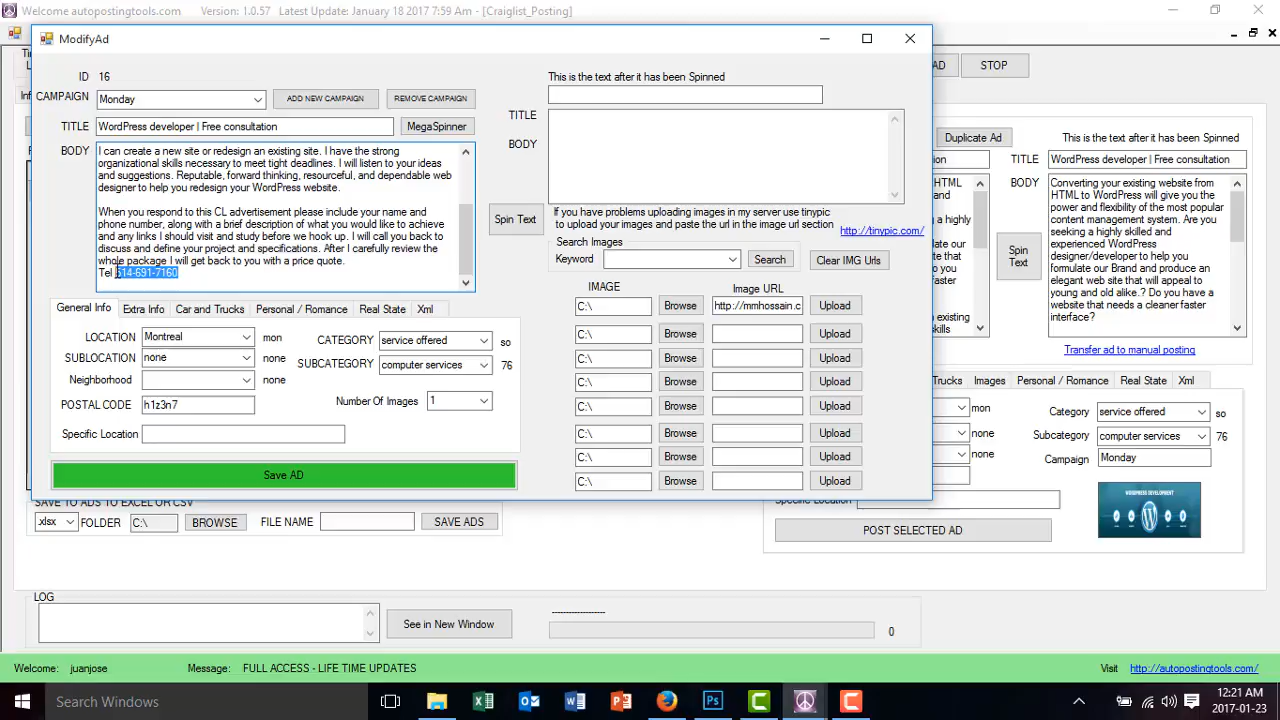 Welcome autopostingtools.com Version: 1.0.57 Latest Update: January 18 2017 7:59 Am - [Craiglist_Posting]
ModifyAd
ID 16
CAMPAIGN Monday ADD NEW CAMPAIGN REMOVE CAMPAIGN
TITLE WordPress developer | Free consultation MegaSpinner
BODY I can create a new site or redesign an existing site. I have the strong
organizational skills necessary to meet tight deadlines. I will listen to your ideas
and suggestions. Reputable, forward thinking, resourceful, and dependable web
designer to help you redesign your WordPress website.
When you respond to this CL advertisement please include your name and
phone number, along with a brief description of what you would like to achieve
and any links I should visit and study before we hook up. I will call you back to
discuss and define your project and specifications. After I carefully review the
whole package I will get back to you with a price quote.
Tel 514-691-7160
General Info Extra Info Car and Trucks Personal / Romance Real State Xml
LOCATION Montreal mon
SUBLOCATION none none
Neighborhood none
POSTAL CODE h1z3n7
CATEGORY service offered so
SUBCATEGORY computer services 76
Number Of Images 1
Specific Location
Save AD
This is the text after it has been Spinned
TITLE
BODY
Spin Text
If you have problems uploading images in my server use tinypic
to upload your images and paste the url in the image url section
http://tinypic.com/
Search Images
Keyword Search Clear IMG Urls
IMAGE Image URL
C:\ Browse http://mmhossain.c Upload
C:\ Browse Upload
C:\ Browse Upload
C:\ Browse Upload
C:\ Browse Upload
C:\ Browse Upload
C:\ Browse Upload
C:\ Browse Upload
AD STOP
Duplicate Ad This is the text after it has been Spinned
TITLE WordPress developer | Free consultation
BODY Converting your existing website from
HTML to WordPress will give you the
power and flexibility of the most popular
content management system. Are you
seeking a highly skilled and
experienced WordPress
designer/developer to help you
formulate our Brand and produce an
elegant web site that will appeal to
young and old alike.? Do you have a
website that needs a cleaner faster
interface?
Spin
Text
Transfer ad to manual posting
Trucks Images Personal / Romance Real State Xml
mon Category service offered so
none Subcategory computer services 76
none Campaign Monday
WORDPRESS DEVELOPMENT
POST SELECTED AD
SAVE TO ADS TO EXCEL OR CSV
.xlsx FOLDER C:\ BROWSE FILE NAME SAVE ADS
LOG
See in New Window
-------------------
0
Welcome: juanjose Message: FULL ACCESS - LIFE TIME UPDATES Visit http://autopostingtools.com/
Search Windows
12:21 AM
2017-01-23